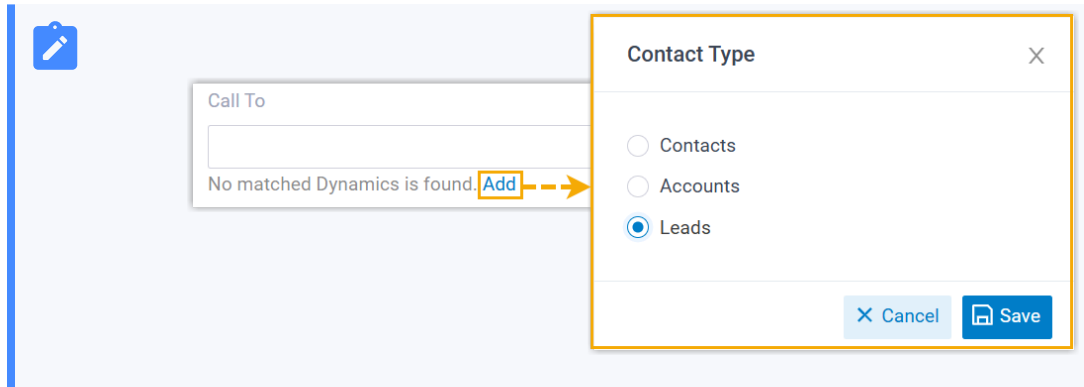 Call To
No matched Dynamics is found. Add
Contact Type
Contacts
Accounts
Leads
Cancel
Save